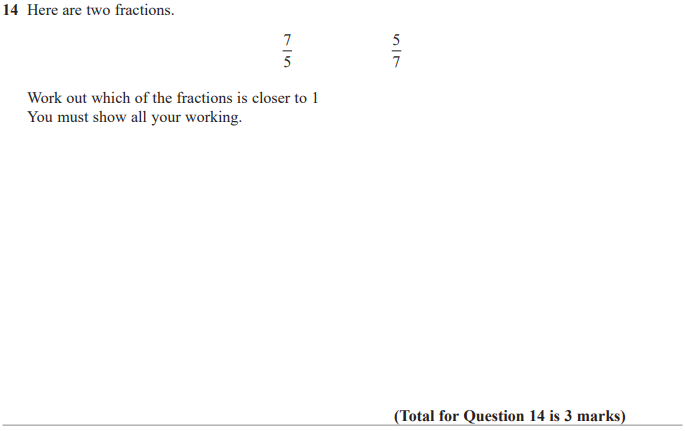 14 Here are two fractions.
7/5 5/7
Work out which of the fractions is closer to 1
You must show all your working.
(Total for Question 14 is 3 marks)